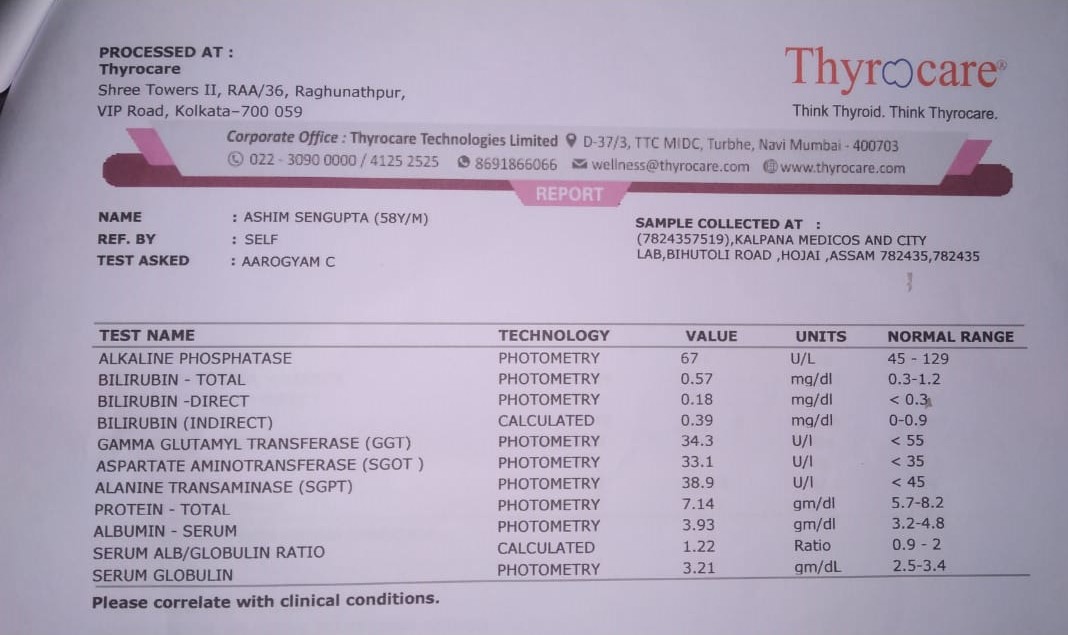 PROCESSED AT :
Thyrocare
Shree Towers II, RAA/36, Raghunathpur,
VIP Road, Kolkata-700 059
Thyrocare®
Think Thyroid. Think Thyrocare.
Corporate Office : Thyrocare Technologies Limited D-37/3, TTC MIDC, Turbhe, Navi Mumbai - 400703
022 - 3090 0000 / 4125 2525 8691866066 wellness@thyrocare.com www.thyrocare.com
REPORT
NAME : ASHIM SENGUPTA (58Y/M)
REF. BY : SELF
TEST ASKED : AAROGYAM C
SAMPLE COLLECTED AT :
(7824357519),KALPANA MEDICOS AND CITY
LAB,BIHUTOLI ROAD ,HOJAI ,ASSAM 782435,782435
TEST NAME TECHNOLOGY VALUE UNITS NORMAL RANGE
ALKALINE PHOSPHATASE PHOTOMETRY 67 U/L 45 - 129
BILIRUBIN - TOTAL PHOTOMETRY 0.57 mg/dl 0.3-1.2
BILIRUBIN -DIRECT PHOTOMETRY 0.18 mg/dl < 0.3
BILIRUBIN (INDIRECT) CALCULATED 0.39 mg/dl 0-0.9
GAMMA GLUTAMYL TRANSFERASE (GGT) PHOTOMETRY 34.3 U/l < 55
ASPARTATE AMINOTRANSFERASE (SGOT ) PHOTOMETRY 33.1 U/l < 35
ALANINE TRANSAMINASE (SGPT) PHOTOMETRY 38.9 U/l < 45
PROTEIN - TOTAL PHOTOMETRY 7.14 gm/dl 5.7-8.2
ALBUMIN - SERUM PHOTOMETRY 3.93 gm/dl 3.2-4.8
SERUM ALB/GLOBULIN RATIO CALCULATED 1.22 Ratio 0.9 - 2
SERUM GLOBULIN PHOTOMETRY 3.21 gm/dL 2.5-3.4
Please correlate with clinical conditions.